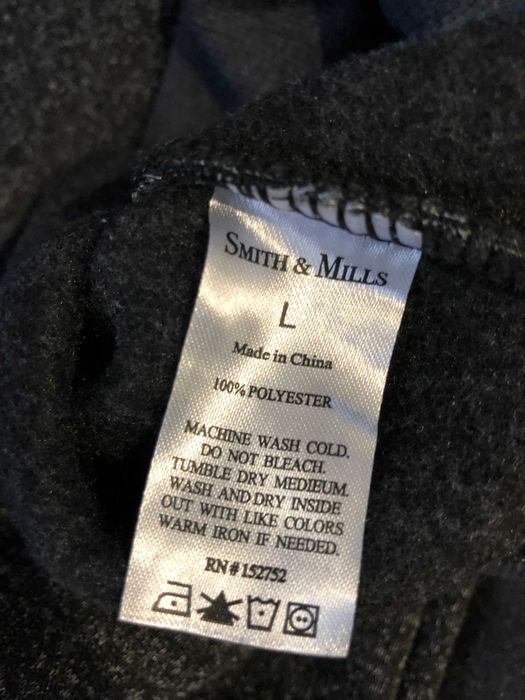 SMITH & MILLS
L
Made in China
100% POLYESTER
MACHINE WASH COLD.
DO NOT BLEACH.
TUMBLE DRY MEDIEUM.
WASH AND DRY INSIDE
OUT WITH LIKE COLORS
WARM IRON IF NEEDED.
RN#152752